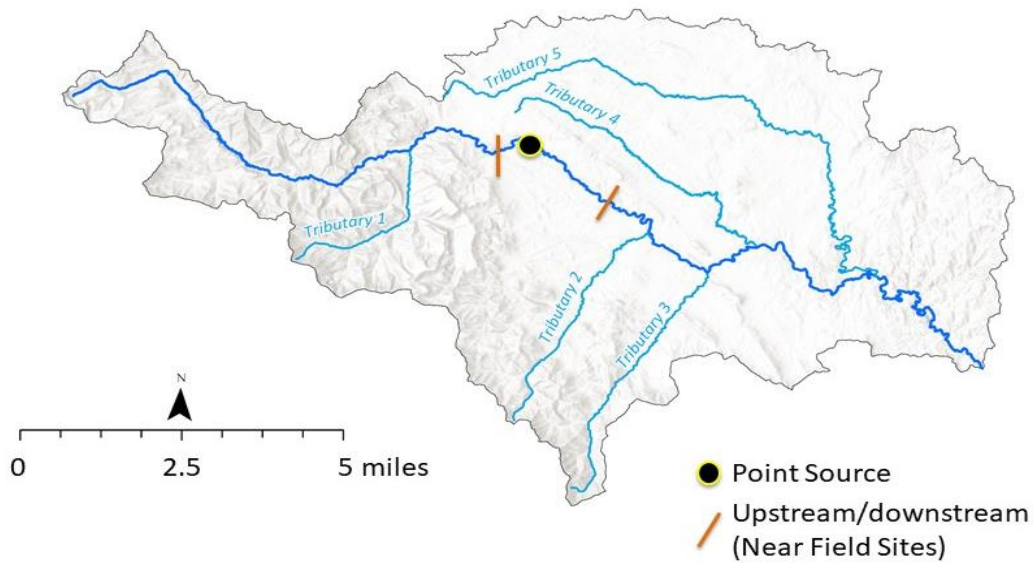 Tributary 5
Tributary 4
Tributary 1
Tributary 2
Tributary 3
N
0 2.5 5 miles
Point Source
Upstream/downstream
(Near Field Sites)